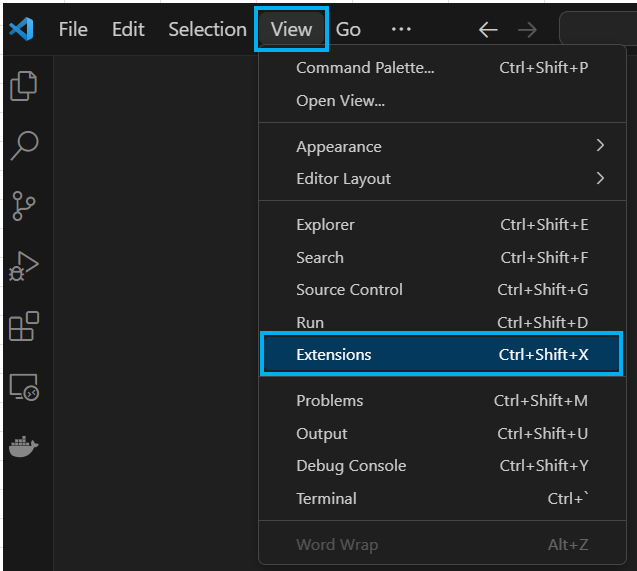 File Edit Selection View Go ···
Command Palette... Ctrl+Shift+P
Open View...
Appearance
Editor Layout
Explorer Ctrl+Shift+E
Search Ctrl+Shift+F
Source Control Ctrl+Shift+G
Run Ctrl+Shift+D
Extensions Ctrl+Shift+X
Problems Ctrl+Shift+M
Output Ctrl+Shift+U
Debug Console Ctrl+Shift+Y
Terminal Ctrl+`
Word Wrap Alt+Z